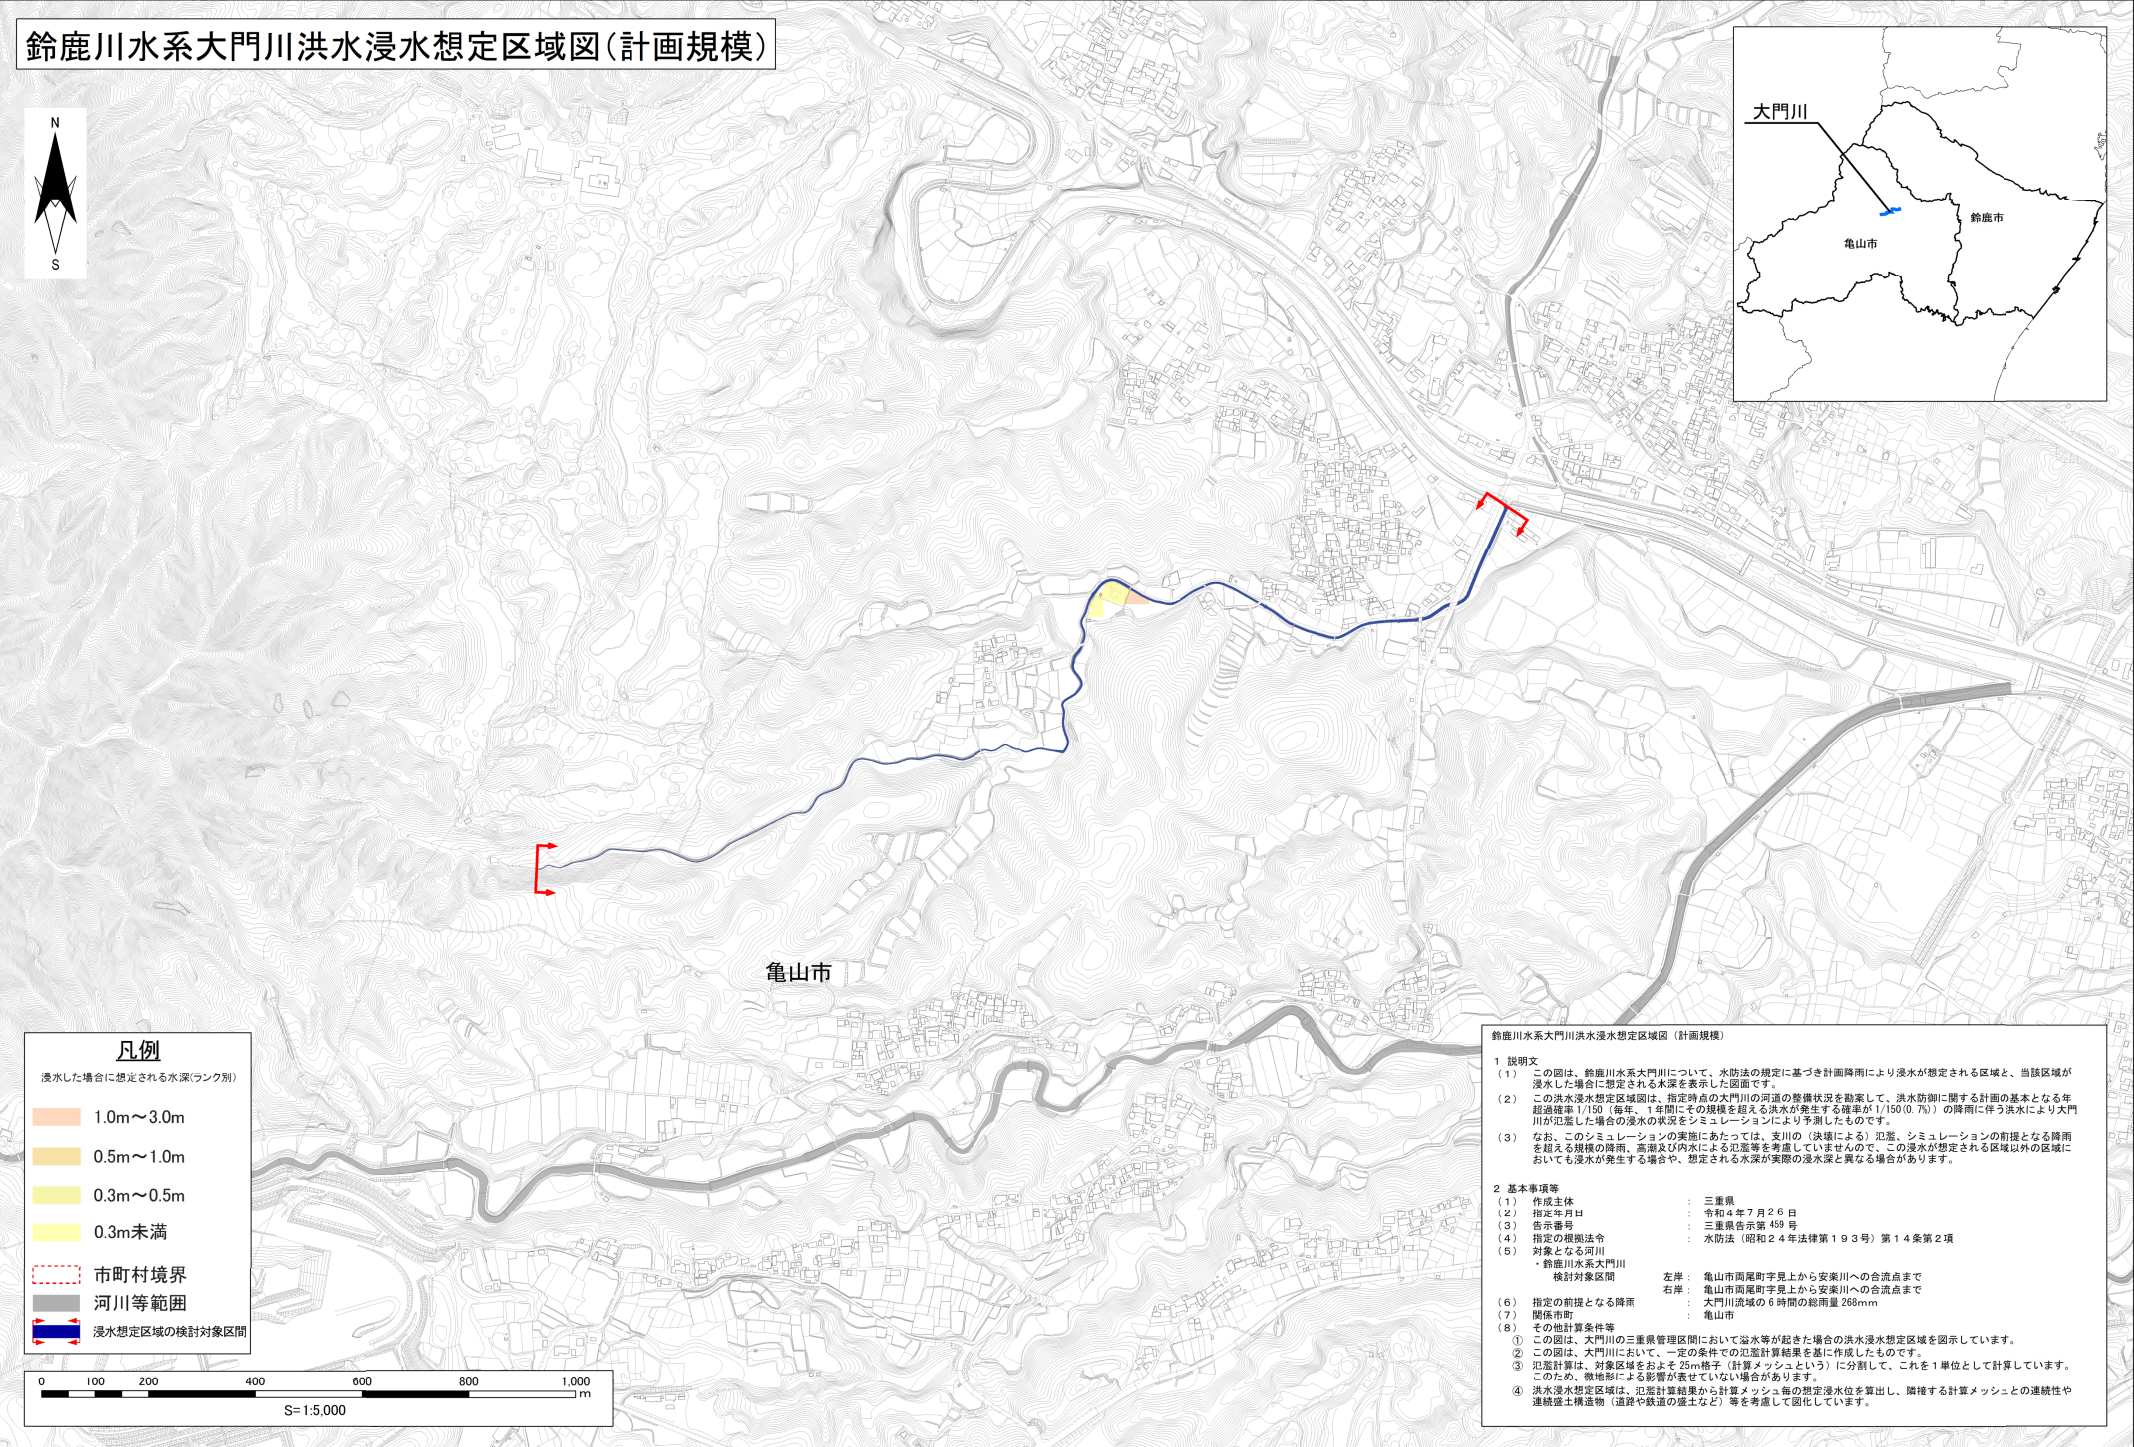 鈴鹿川水系大門川洪水浸水想定区域図(計画規模)
N
S
大門川
鈴鹿市
亀山市
亀山市
凡例
浸水した場合に想定される水深(ランク別)
1.0m～3.0m
0.5m～1.0m
0.3m～0.5m
0.3m未満
市町村境界
河川等範囲
浸水想定区域の検討対象区間
0 100 200 400 600 800 1,000
m
S=1:5,000
鈴鹿川水系大門川洪水浸水想定区域図（計画規模）
1 説明文
（1） この図は、鈴鹿川水系大門川について、水防法の規定に基づき計画降雨により浸水が想定される区域と、当該区域が
浸水した場合に想定される水深を表示した図面です。
（2） この洪水浸水想定区域図は、指定時点の大門川の河道の整備状況を勘案して、洪水防御に関する計画の基本となる年
超過確率1/150（毎年、1年間にその規模を超える洪水が発生する確率が1/150(0.7%)）の降雨に伴う洪水により大門
川が氾濫した場合の浸水の状況をシミュレーションにより予測したものです。
（3） なお、このシミュレーションの実施にあたっては、支川の（決壊による）氾濫、シミュレーションの前提となる降雨
を超える規模の降雨、高潮及び内水による氾濫等を考慮していませんので、この浸水が想定される区域以外の区域に
おいても浸水が発生する場合や、想定される水深が実際の浸水深と異なる場合があります。
2 基本事項等
（1） 作成主体 ： 三重県
（2） 指定年月日 ： 令和4年7月26日
（3） 告示番号 ： 三重県告示第 459 号
（4） 指定の根拠法令 ： 水防法（昭和24年法律第193号）第14条第2項
（5） 対象となる河川
・鈴鹿川水系大門川
検討対象区間 左岸： 亀山市両尾町字見上から安楽川への合流点まで
右岸： 亀山市両尾町字見上から安楽川への合流点まで
（6） 指定の前提となる降雨 ： 大門川流域の6時間の総雨量268mm
（7） 関係市町 ： 亀山市
（8） その他計算条件等
① この図は、大門川の三重県管理区間において溢水等が起きた場合の洪水浸水想定区域を図示しています。
② この図は、大門川において、一定の条件での氾濫計算結果を基に作成したものです。
③ 氾濫計算は、対象区域をおよそ25m格子（計算メッシュという）に分割して、これを1単位として計算しています。
このため、微地形による影響が表せていない場合があります。
④ 洪水浸水想定区域は、氾濫計算結果から計算メッシュ毎の想定浸水位を算出し、隣接する計算メッシュとの連続性や
連続盛土構造物（道路や鉄道の盛土など）等を考慮して図化しています。